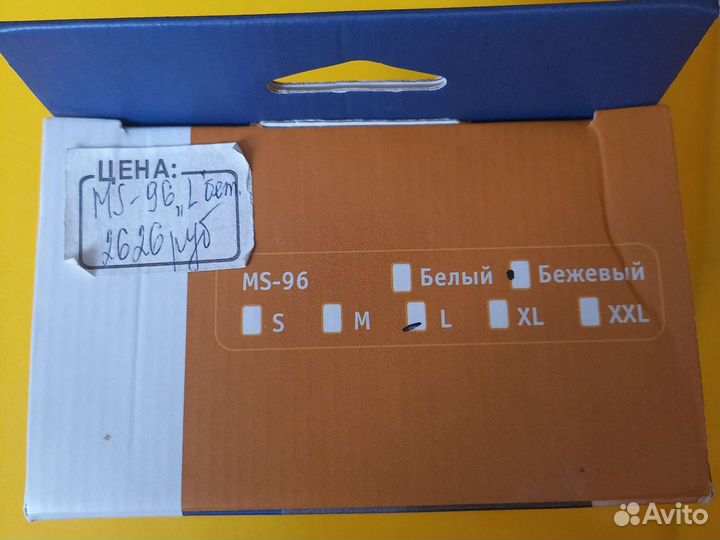 ЦЕНА:
MS-96 „L" беж.
2626 руб
MS-96 Белый Бежевый
S M L XL XXL
Avito